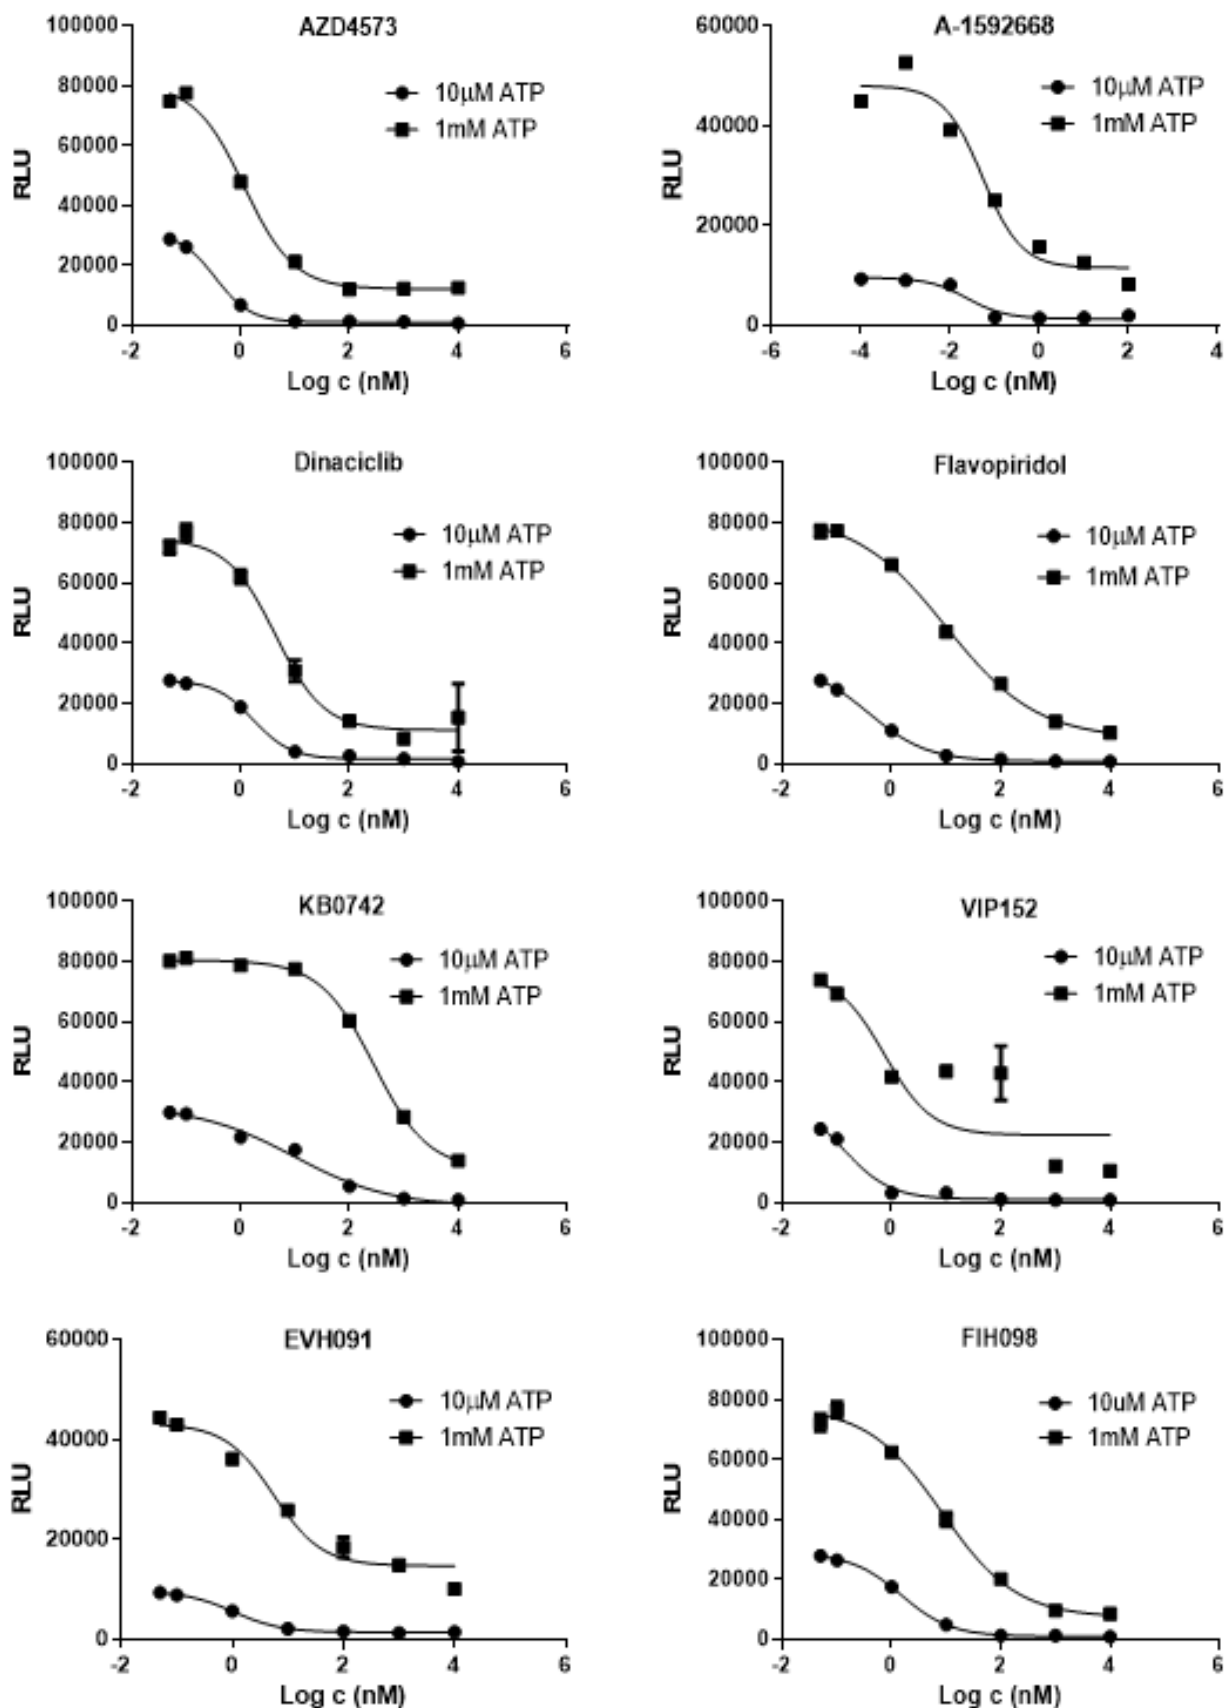 AZD4573
100000
80000
60000
40000
20000
0
RLU
10μM ATP
1mM ATP
-2 0 2 4 6
Log c (nM)
A-1592668
60000
40000
20000
0
RLU
10μM ATP
1mM ATP
-6 -4 -2 0 2 4
Log c (nM)
Dinaciclib
100000
80000
60000
40000
20000
0
RLU
10μM ATP
1mM ATP
-2 0 2 4 6
Log c (nM)
Flavopiridol
100000
80000
60000
40000
20000
0
RLU
10μM ATP
1mM ATP
-2 0 2 4 6
Log c (nM)
KB0742
100000
80000
60000
40000
20000
0
RLU
10μM ATP
1mM ATP
-2 0 2 4 6
Log c (nM)
VIP152
100000
80000
60000
40000
20000
0
RLU
10μM ATP
1mM ATP
-2 0 2 4 6
Log c (nM)
EVH091
60000
40000
20000
0
RLU
10μM ATP
1mM ATP
-2 0 2 4 6
Log c (nM)
FIH098
100000
80000
60000
40000
20000
0
RLU
10uM ATP
1mM ATP
-2 0 2 4 6
Log c (nM)